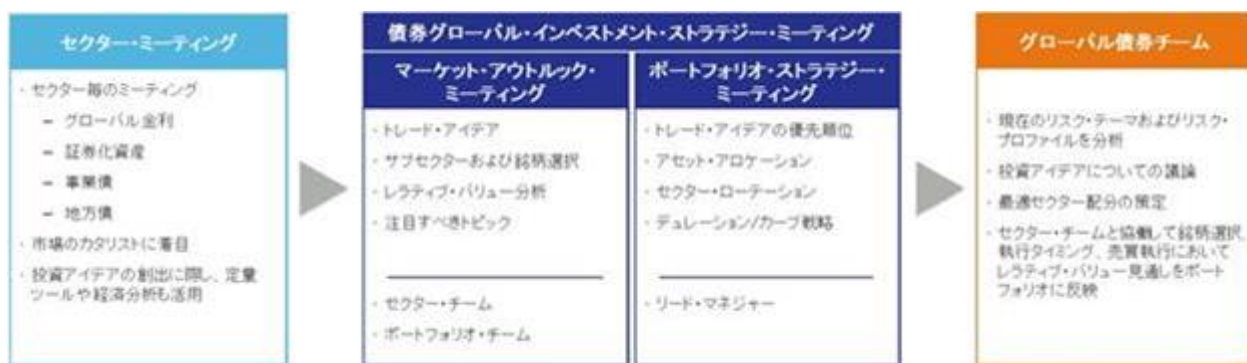 セクター・ミーティング
・セクター毎のミーティング
－ グローバル金利
－ 証券化資産
－ 事業債
－ 地方債
・市場のカタリストに着目
・投資アイデアの創出に際し、定量
ツールや経済分析も活用
債券グローバル・インベストメント・ストラテジー・ミーティング
マーケット・アウトルック・
ミーティング
・トレード・アイデア
・サブセクターおよび銘柄選択
・レラティブ・バリュー分析
・注目すべきトピック
・セクター・チーム
・ポートフォリオ・チーム
ポートフォリオ・ストラテジー・
ミーティング
・トレード・アイデアの優先順位
・アセット・アロケーション
・セクター・ローテーション
・デュレーション/カーブ戦略
・リード・マネジャー
グローバル債券チーム
・現在のリスク・テーマおよびリスク・
プロファイルを分析
・投資アイデアについての議論
・最適セクター配分の策定
・セクター・チームと協働して銘柄選択、
執行タイミング、売買執行において
レラティブ・バリュー見通しをポート
フォリオに反映